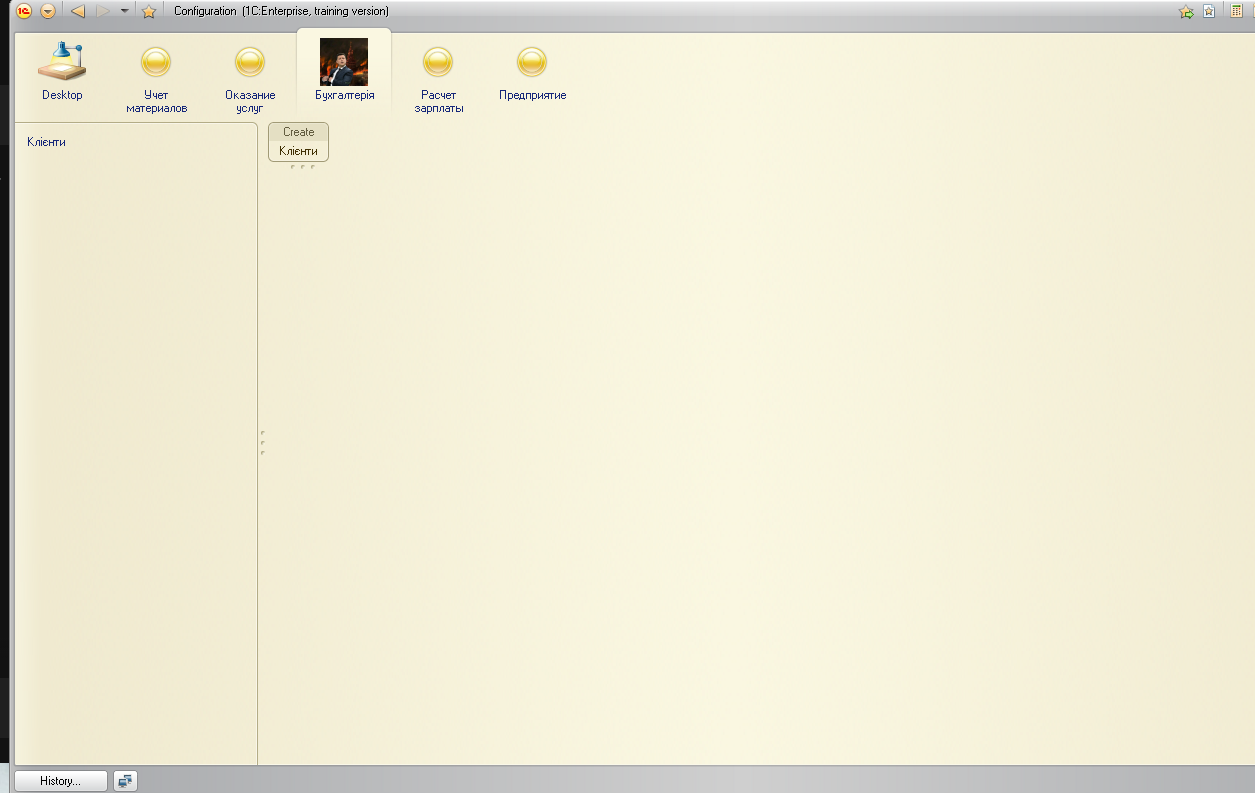 Configuration (1C:Enterprise, training version)
Desktop
Учет
материалов
Оказание
услуг
Бухгалтерія
Расчет
зарплаты
Предприятие
Клієнти
Create
Клієнти
History...